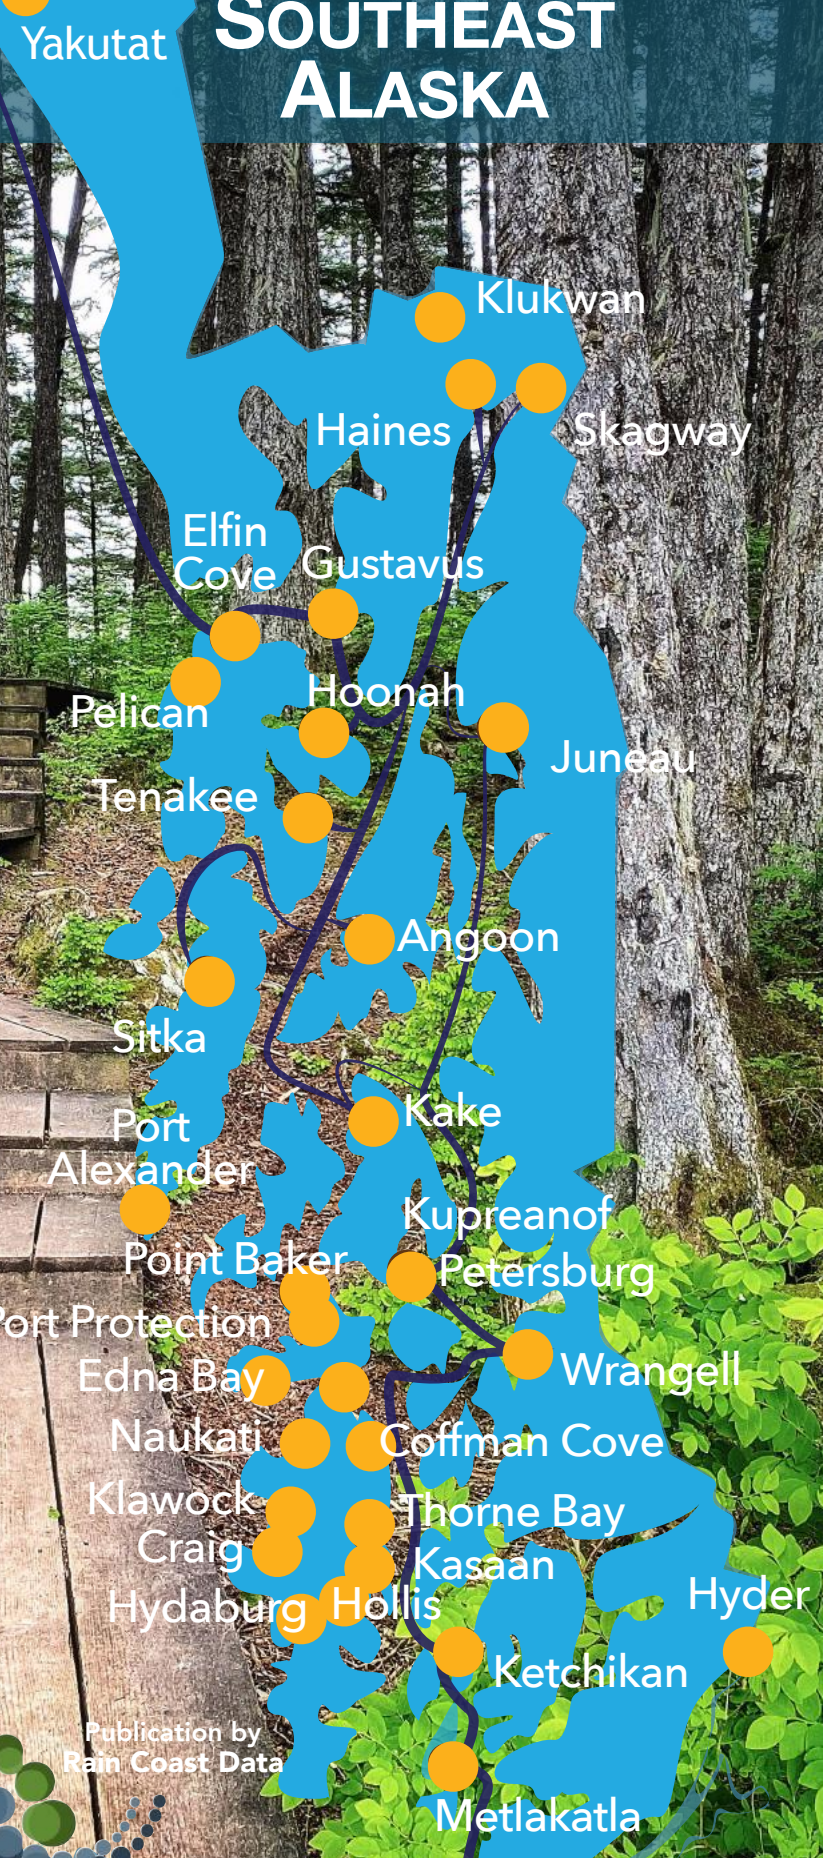 SOUTHEAST
ALASKA
Yakutat
Klukwan
Haines
Skagway
Elfin
Cove
Gustavus
Pelican
Hoonah
Juneau
Tenakee
Angoon
Sitka
Kake
Port
Alexander
Kupreanof
Point Baker
Petersburg
Port Protection
Edna Bay
Wrangell
Naukati
Coffman Cove
Klawock
Thorne Bay
Craig
Kasaan
Hydaburg
Hollis
Hyder
Ketchikan
Publication by
Rain Coast Data
Metlakatla